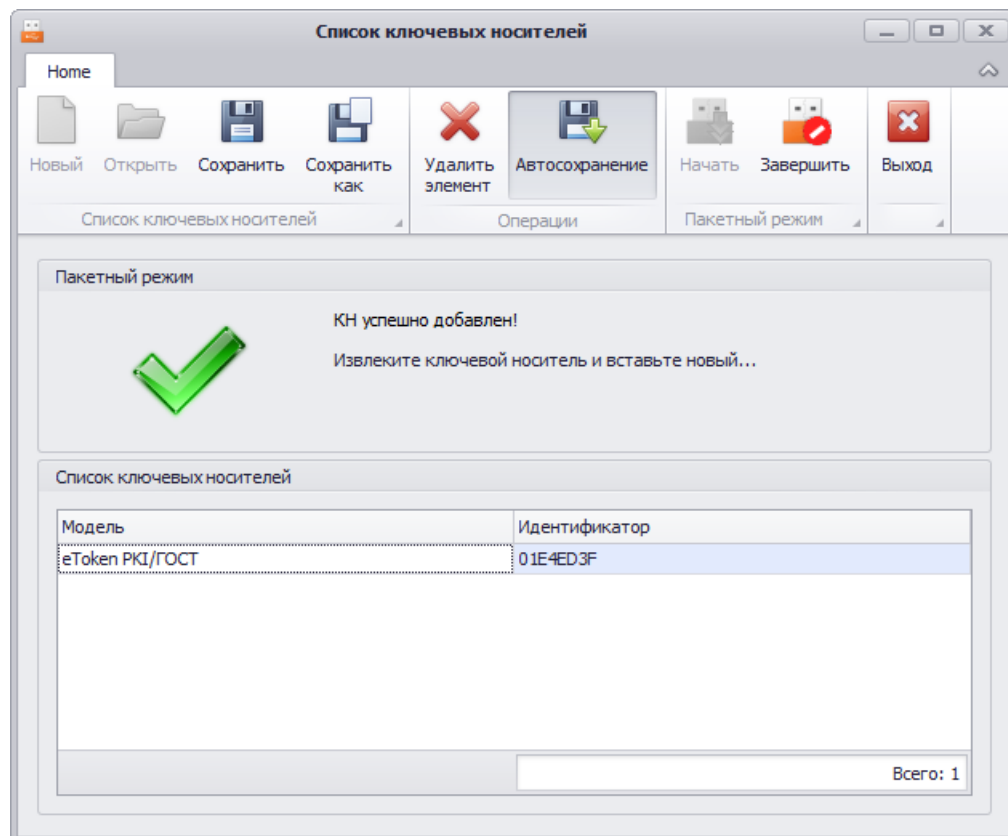 Список ключевых носителей
Home
Новый Открыть Сохранить Сохранить как
Удалить элемент Автосохранение
Начать Завершить
Выход
Список ключевых носителей Операции Пакетный режим
Пакетный режим
КН успешно добавлен!
Извлеките ключевой носитель и вставьте новый...
Список ключевых носителей
Модель Идентификатор
eToken PKI/ГОСТ 01E4ED3F
Всего: 1